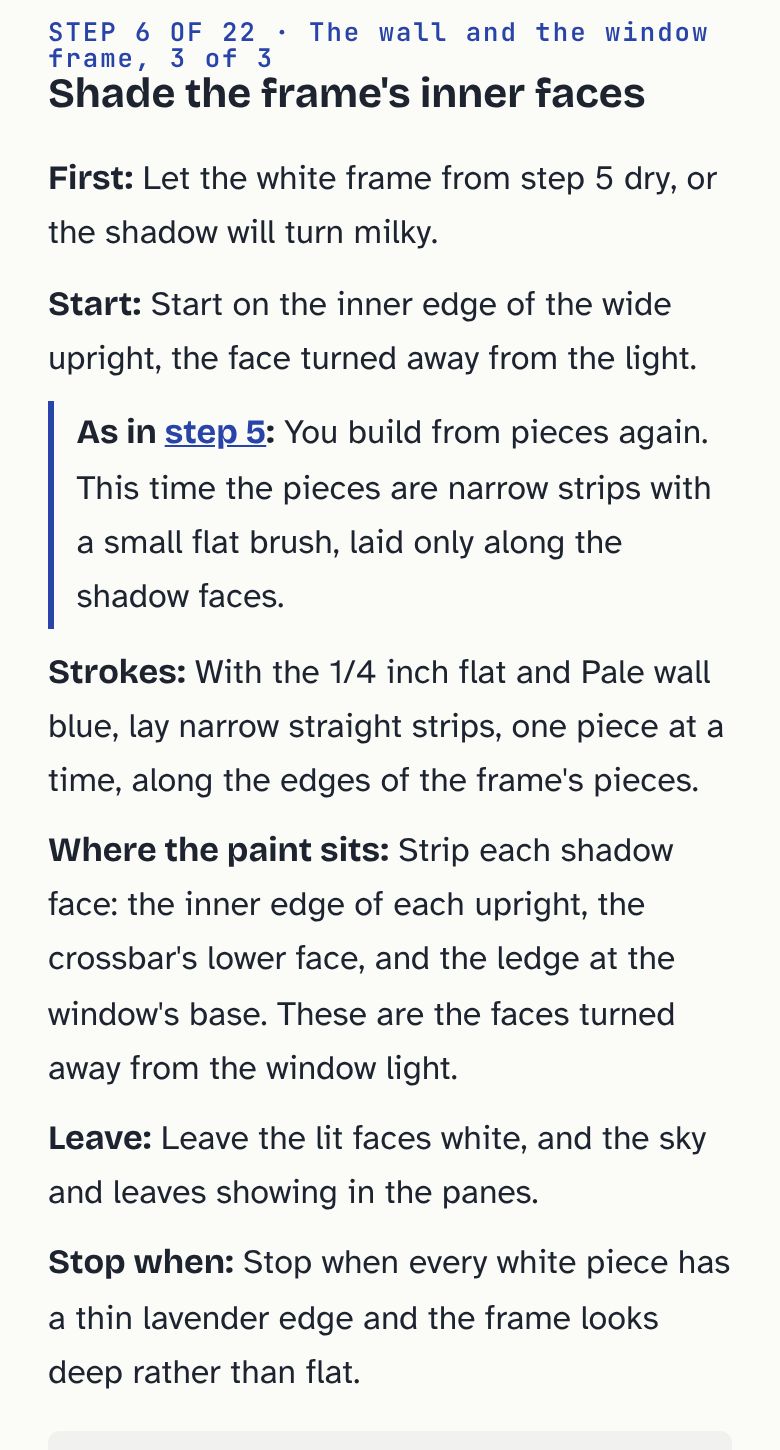 STEP 6 OF 22 · The wall and the window
frame, 3 of 3
Shade the frame's inner faces
First: Let the white frame from step 5 dry, or
the shadow will turn milky.
Start: Start on the inner edge of the wide
upright, the face turned away from the light.
As in step 5: You build from pieces again.
This time the pieces are narrow strips with
a small flat brush, laid only along the
shadow faces.
Strokes: With the 1/4 inch flat and Pale wall
blue, lay narrow straight strips, one piece at a
time, along the edges of the frame's pieces.
Where the paint sits: Strip each shadow
face: the inner edge of each upright, the
crossbar's lower face, and the ledge at the
window's base. These are the faces turned
away from the window light.
Leave: Leave the lit faces white, and the sky
and leaves showing in the panes.
Stop when: Stop when every white piece has
a thin lavender edge and the frame looks
deep rather than flat.